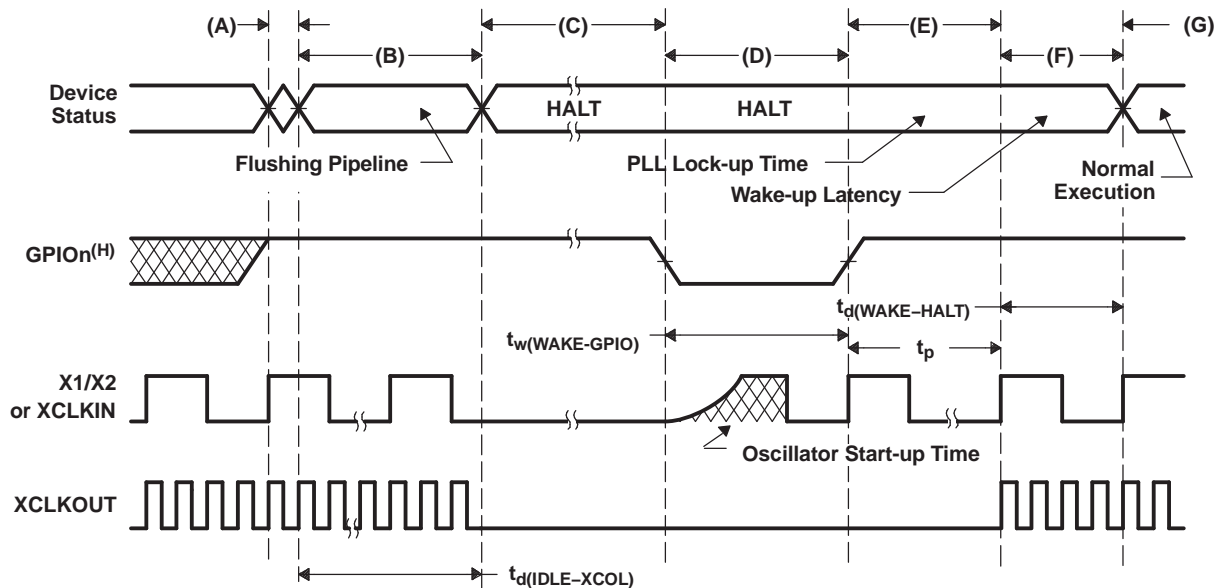 (A)
(B)
(C)
(D)
(E)
(F)
(G)
Device
Status
HALT
HALT
Flushing Pipeline
PLL Lock-up Time
Wake-up Latency
Normal
Execution
GPIOn(H)
td(WAKE–HALT)
tw(WAKE-GPIO)
tp
X1/X2
or XCLKIN
Oscillator Start-up Time
XCLKOUT
td(IDLE–XCOL)